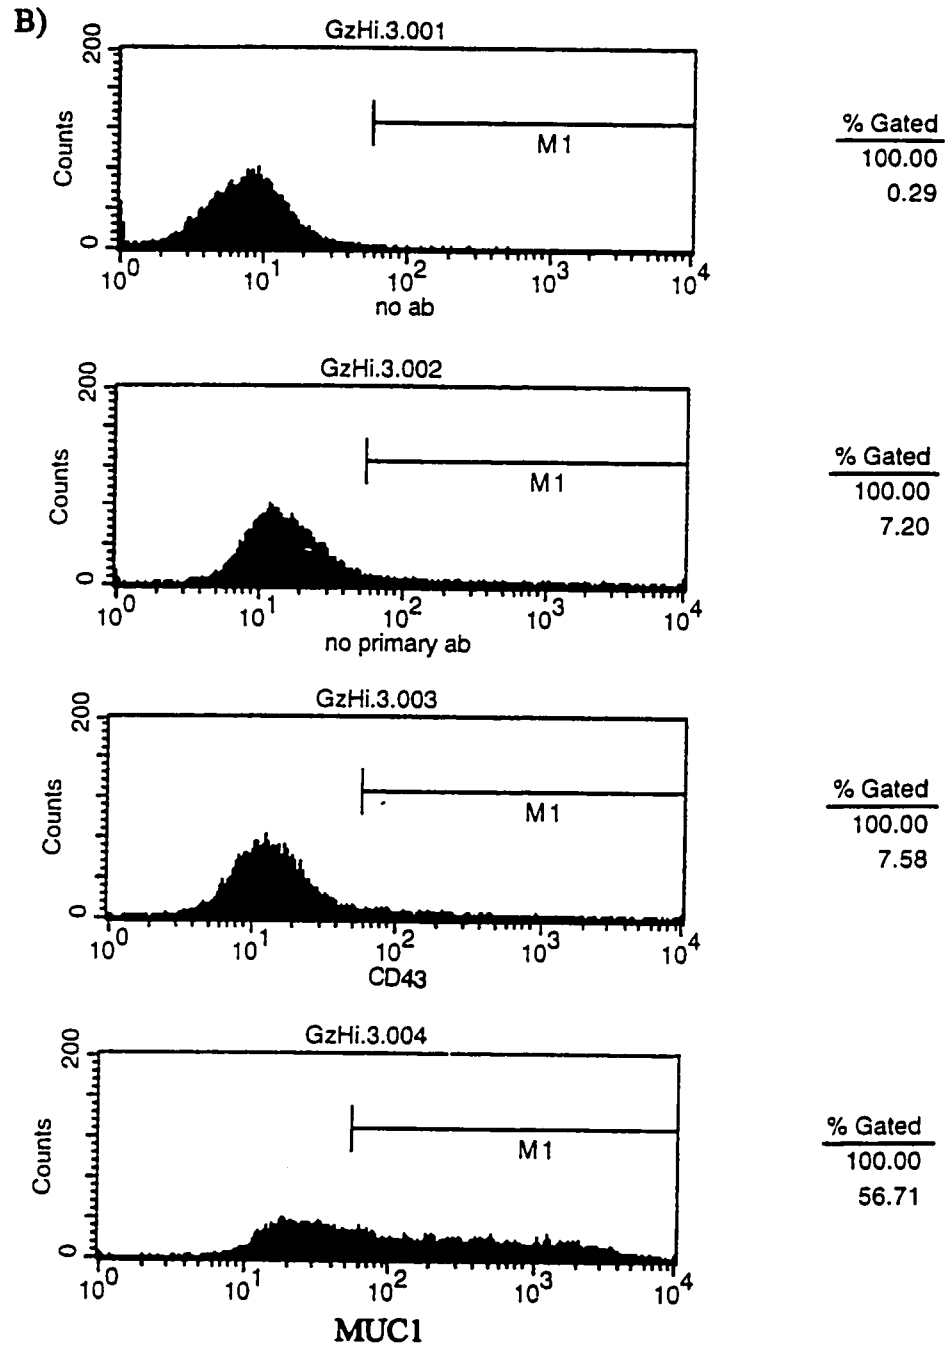 B)
GzHi.3.001
200
Counts
M1
0
10^0 10^1 10^2 10^3 10^4
no ab
% Gated
100.00
0.29
GzHi.3.002
200
Counts
M1
0
10^0 10^1 10^2 10^3 10^4
no primary ab
% Gated
100.00
7.20
GzHi.3.003
200
Counts
M1
0
10^0 10^1 10^2 10^3 10^4
CD43
% Gated
100.00
7.58
GzHi.3.004
200
Counts
M1
0
10^0 10^1 10^2 10^3 10^4
MUC1
% Gated
100.00
56.71